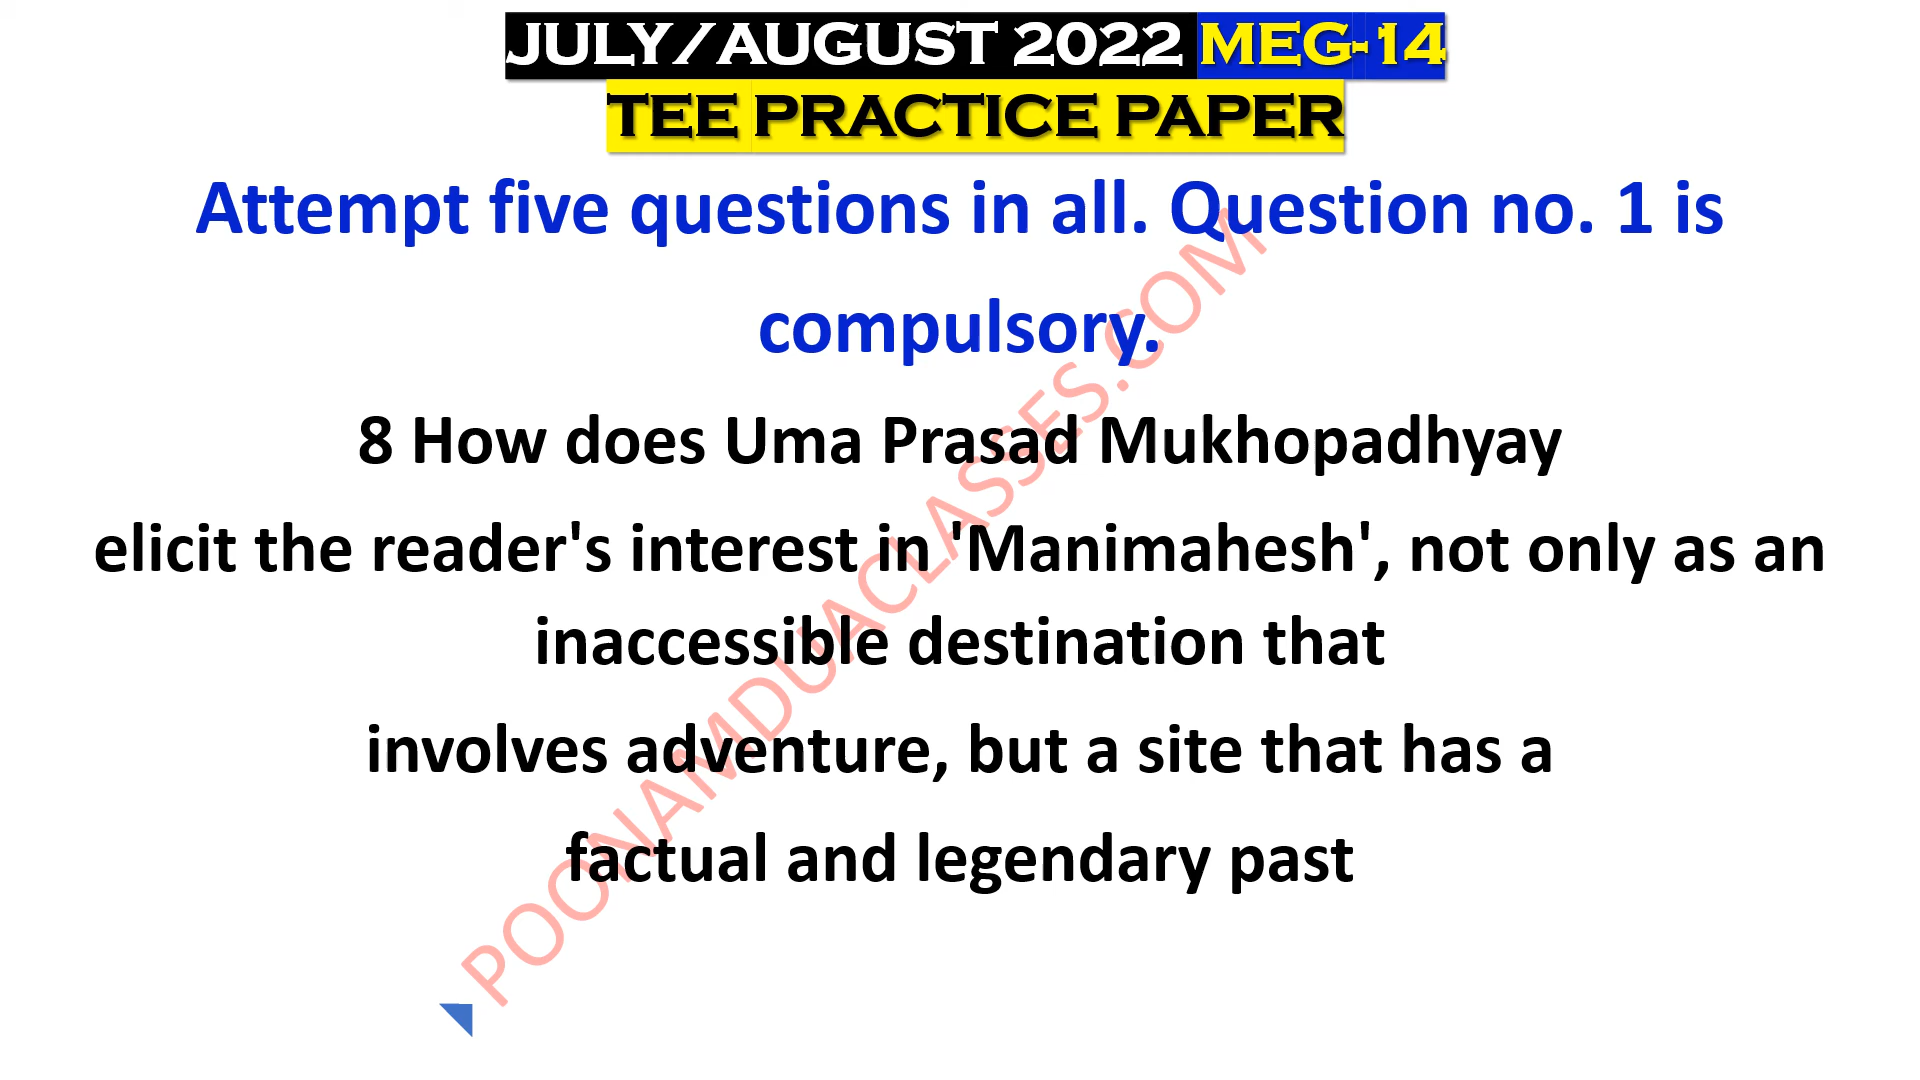 JULY/AUGUST 2022 MEG-14
TEE PRACTICE PAPER
Attempt five questions in all. Question no. 1 is
compulsory.
8 How does Uma Prasad Mukhopadhyay
elicit the reader's interest in 'Manimahesh', not only as an
inaccessible destination that
involves adventure, but a site that has a
factual and legendary past
POONAMDUACLASSES.COM